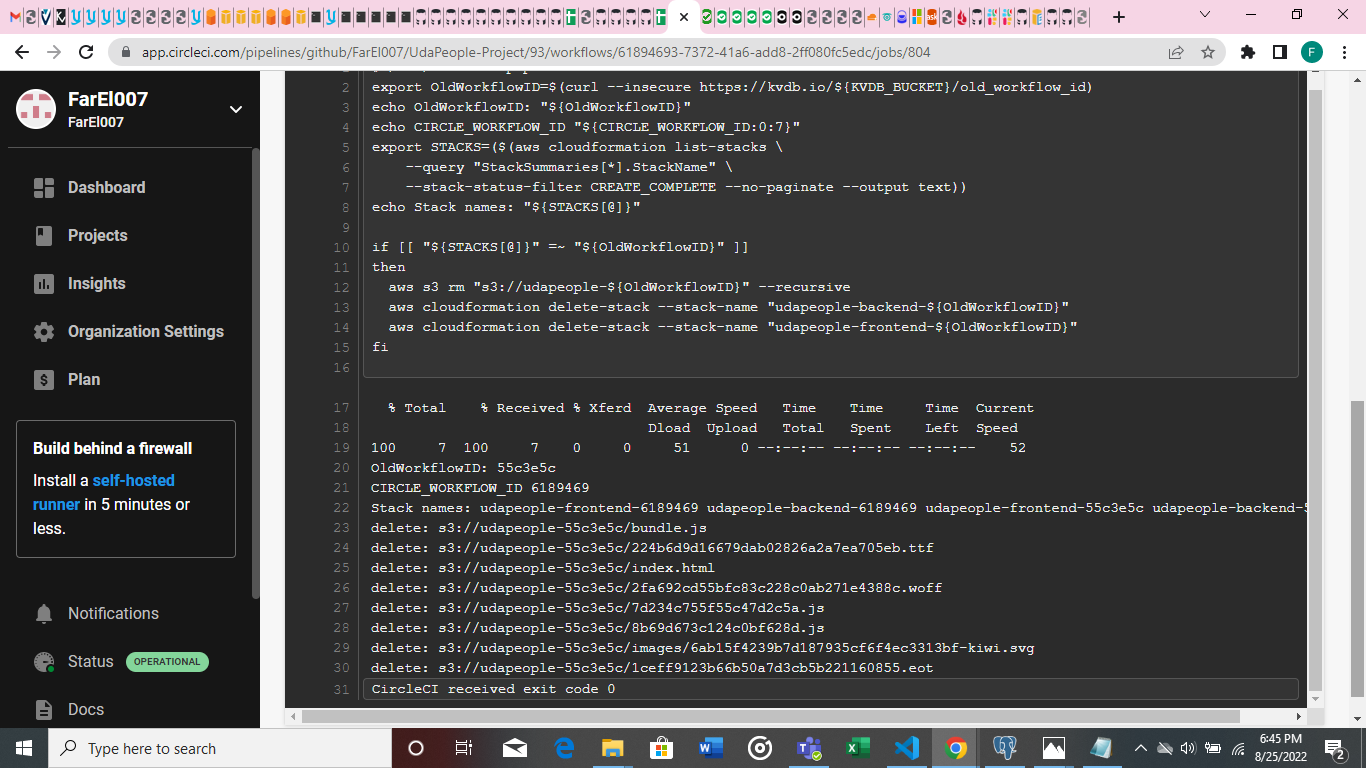 app.circleci.com/pipelines/github/FarEl007/UdaPeople-Project/93/workflows/61894693-7372-41a6-add8-2ff080fc5edc/jobs/804
F
FarEl007
FarEl007
Dashboard
Projects
Insights
Organization Settings
Plan
Build behind a firewall
Install a self-hosted
runner in 5 minutes or
less.
Notifications
Status OPERATIONAL
Docs
2 export OldWorkflowID=$(curl --insecure https://kvdb.io/${KVDB_BUCKET}/old_workflow_id)
3 echo OldWorkflowID: "${OldWorkflowID}"
4 echo CIRCLE_WORKFLOW_ID "${CIRCLE_WORKFLOW_ID:0:7}"
5 export STACKS=($(aws cloudformation list-stacks \
6 --query "StackSummaries[*].StackName" \
7 --stack-status-filter CREATE_COMPLETE --no-paginate --output text))
8 echo Stack names: "${STACKS[@]}"
9
10 if [[ "${STACKS[@]}" =~ "${OldWorkflowID}" ]]
11 then
12 aws s3 rm "s3://udapeople-${OldWorkflowID}" --recursive
13 aws cloudformation delete-stack --stack-name "udapeople-backend-${OldWorkflowID}"
14 aws cloudformation delete-stack --stack-name "udapeople-frontend-${OldWorkflowID}"
15 fi
16
17 % Total % Received % Xferd Average Speed Time Time Time Current
18 Dload Upload Total Spent Left Speed
19 100 7 100 7 0 0 51 0 --:--:-- --:--:-- --:--:-- 52
20 OldWorkflowID: 55c3e5c
21 CIRCLE_WORKFLOW_ID 6189469
22 Stack names: udapeople-frontend-6189469 udapeople-backend-6189469 udapeople-frontend-55c3e5c udapeople-backend-5
23 delete: s3://udapeople-55c3e5c/bundle.js
24 delete: s3://udapeople-55c3e5c/224b6d9d16679dab02826a2a7ea705eb.ttf
25 delete: s3://udapeople-55c3e5c/index.html
26 delete: s3://udapeople-55c3e5c/2fa692cd55bfc83c228c0ab271e4388c.woff
27 delete: s3://udapeople-55c3e5c/7d234c755f55c47d2c5a.js
28 delete: s3://udapeople-55c3e5c/8b69d673c124c0bf628d.js
29 delete: s3://udapeople-55c3e5c/images/6ab15f4239b7d187935cf6f4ec3313bf-kiwi.svg
30 delete: s3://udapeople-55c3e5c/1ceff9123b66b50a7d3cb5b221160855.eot
31 CircleCI received exit code 0
Type here to search
6:45 PM
8/25/2022
2